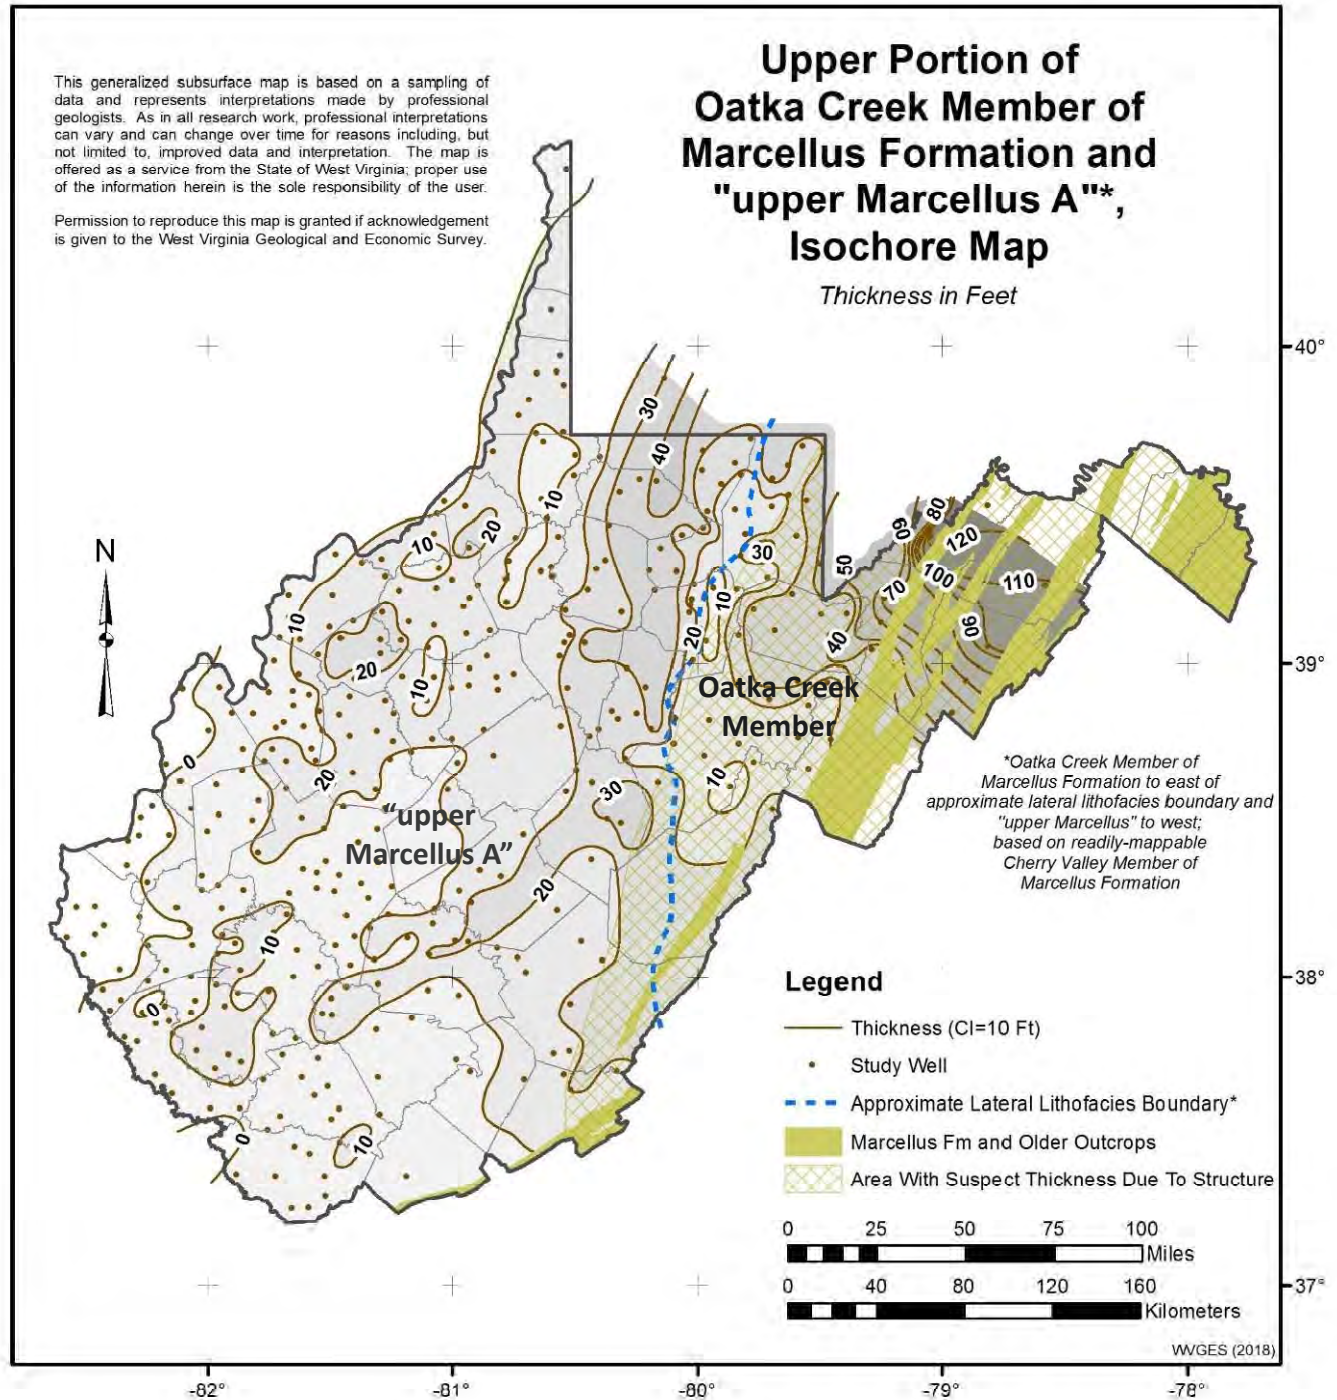 Upper Portion of
Oatka Creek Member of
Marcellus Formation and
"upper Marcellus A"*,
Isochore Map
Thickness in Feet
This generalized subsurface map is based on a sampling of
data and represents interpretations made by professional
geologists. As in all research work, professional interpretations
can vary and can change over time for reasons including, but
not limited to, improved data and interpretation. The map is
offered as a service from the State of West Virginia; proper use
of the information herein is the sole responsibility of the user.
Permission to reproduce this map is granted if acknowledgement
is given to the West Virginia Geological and Economic Survey.
40°
30
40
10
20
10
80
60
120
N
30
50
100
110
70
10
10
90
20
40
39°
20
10
Oatka Creek
Member
0
20
10
30
*Oatka Creek Member of
Marcellus Formation to east of
approximate lateral lithofacies boundary and
"upper Marcellus" to west;
based on readily-mappable
Cherry Valley Member of
Marcellus Formation
“upper
Marcellus A”
20
10
0
38°
Legend
Thickness (CI=10 Ft)
Study Well
Approximate Lateral Lithofacies Boundary*
Marcellus Fm and Older Outcrops
Area With Suspect Thickness Due To Structure
0
10
0 25 50 75 100
Miles
0 40 80 120 160
Kilometers
37°
WVGES (2018)
-82° -81° -80° -79° -78°